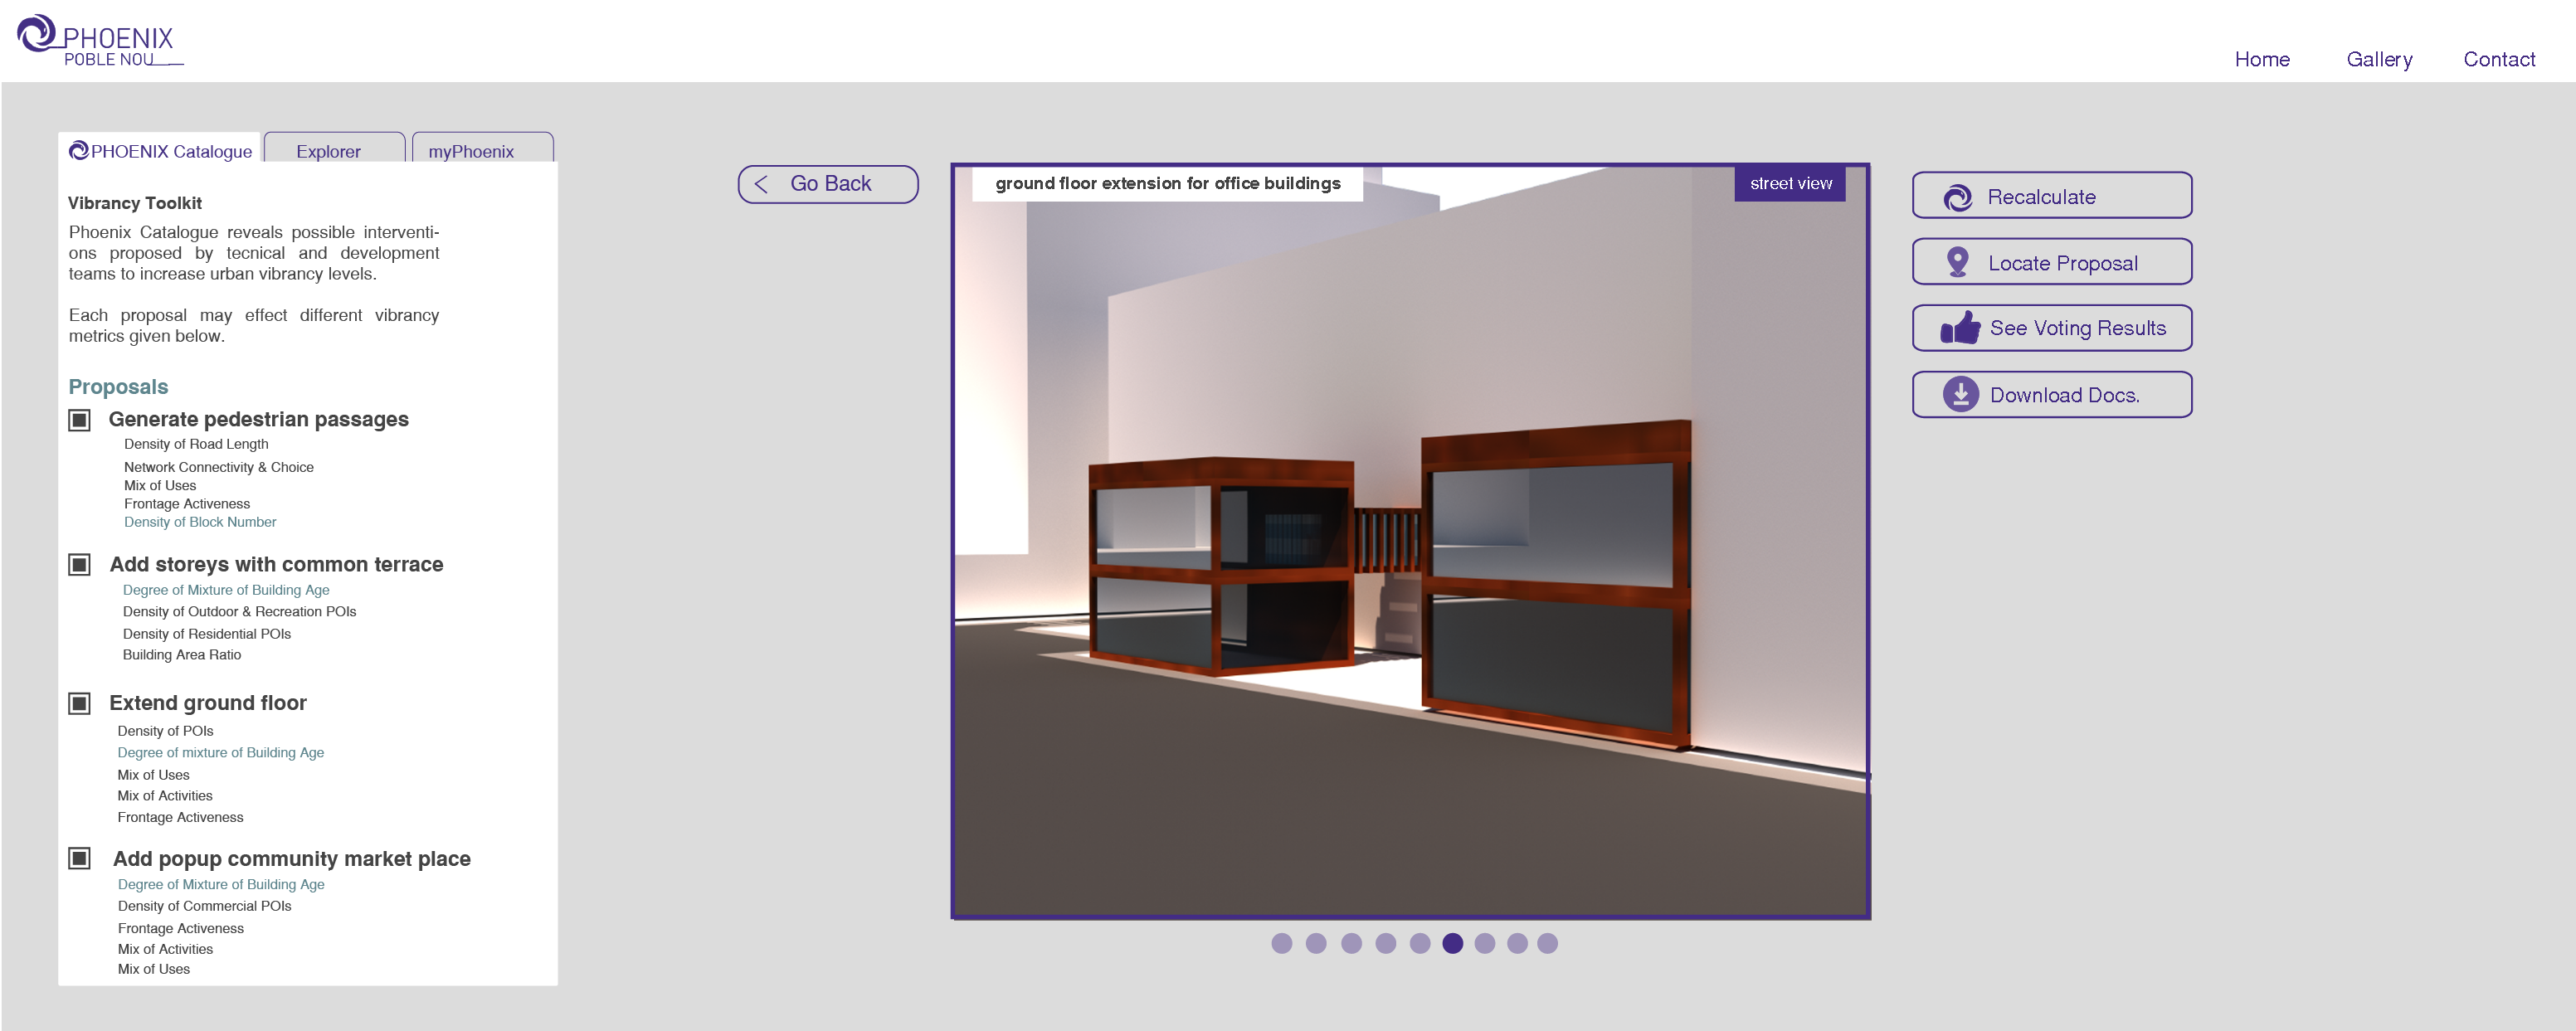 PHOENIX
POBLE NOU
Home
Gallery
Contact
PHOENIX Catalogue
Explorer
myPhoenix
Vibrancy Toolkit
Phoenix Catalogue reveals possible interventi-
ons proposed by tecnical and development
teams to increase urban vibrancy levels.
Each proposal may effect different vibrancy
metrics given below.
Proposals
Generate pedestrian passages
Density of Road Length
Network Connectivity & Choice
Mix of Uses
Frontage Activeness
Density of Block Number
Add storeys with common terrace
Degree of Mixture of Building Age
Density of Outdoor & Recreation POIs
Density of Residential POIs
Building Area Ratio
Extend ground floor
Density of POIs
Degree of mixture of Building Age
Mix of Uses
Mix of Activities
Frontage Activeness
Add popup community market place
Degree of Mixture of Building Age
Density of Commercial POIs
Frontage Activeness
Mix of Activities
Mix of Uses
< Go Back
ground floor extension for office buildings
street view
Recalculate
Locate Proposal
See Voting Results
Download Docs.